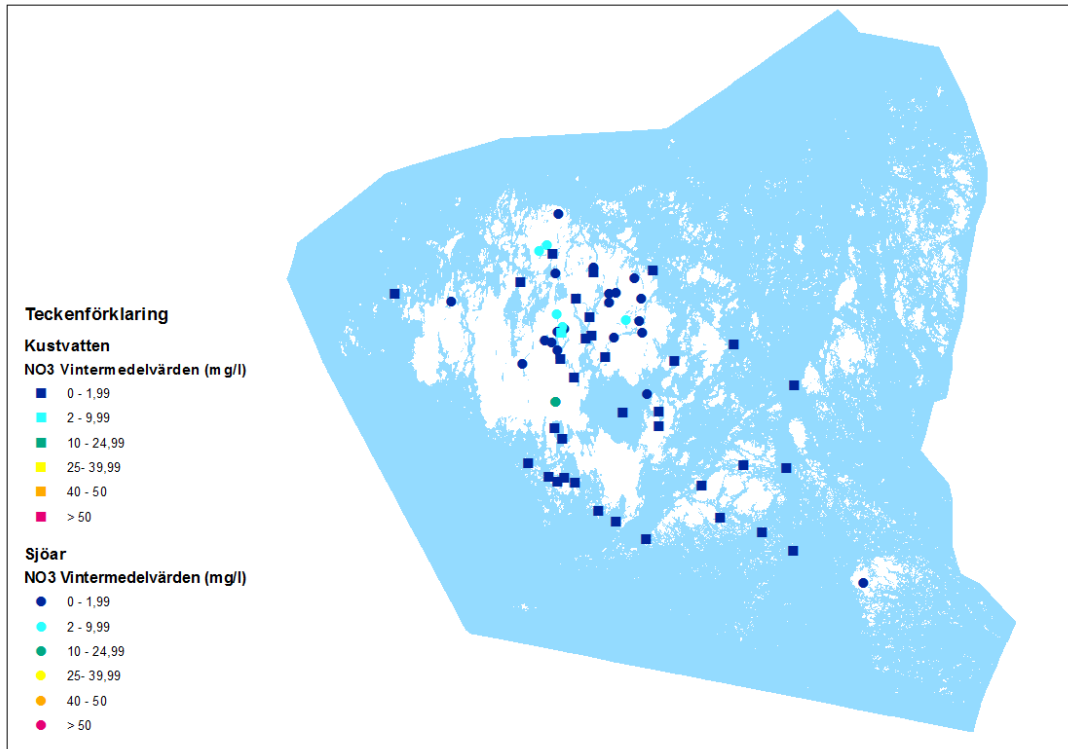 Teckenförklaring
Kustvatten
NO3 Vintermedelvärden (mg/l)
0 - 1,99
2 - 9,99
10 - 24,99
25- 39,99
40 - 50
> 50
Sjöar
NO3 Vintermedelvärden (mg/l)
0 - 1,99
2 - 9,99
10 - 24,99
25- 39,99
40 - 50
> 50